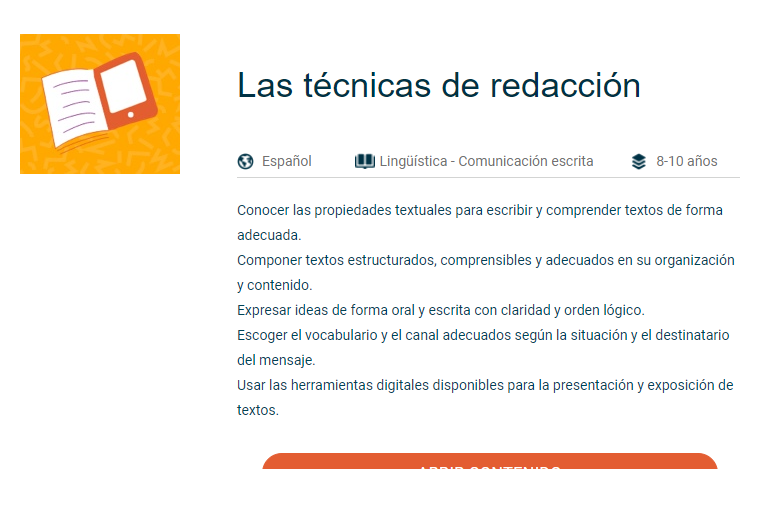 Las técnicas de redacción
Español
Lingüística - Comunicación escrita
8-10 años
Conocer las propiedades textuales para escribir y comprender textos de forma
adecuada.
Componer textos estructurados, comprensibles y adecuados en su organización
y contenido.
Expresar ideas de forma oral y escrita con claridad y orden lógico.
Escoger el vocabulario y el canal adecuados según la situación y el destinatario
del mensaje.
Usar las herramientas digitales disponibles para la presentación y exposición de
textos.
ABRIR CONTENIDO